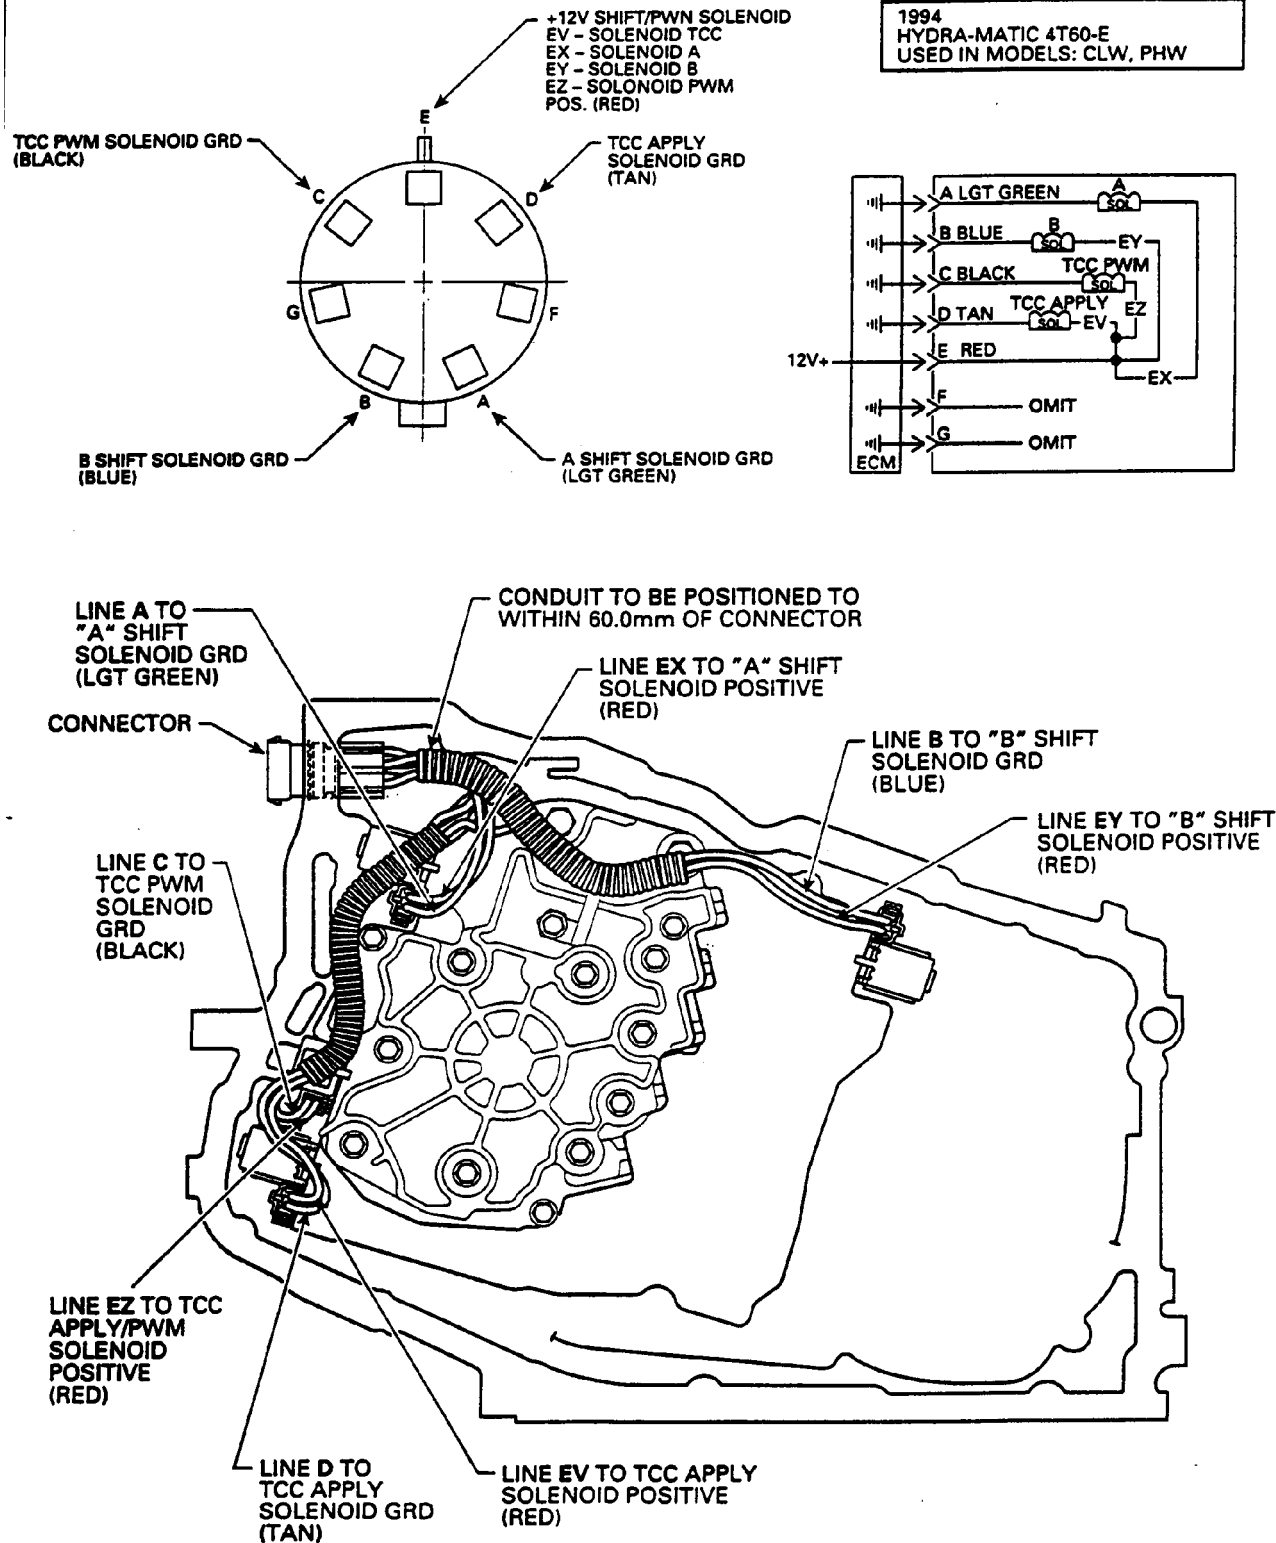 +12V SHIFT/PWN SOLENOID
EV – SOLENOID TCC
EX – SOLENOID A
EY – SOLENOID B
EZ – SOLONOID PWM
POS. (RED)
1994
HYDRA-MATIC 4T60-E
USED IN MODELS: CLW, PHW
E
TCC PWM SOLENOID GRD
(BLACK)
TCC APPLY
SOLENOID GRD
(TAN)
C
D
G
F
B
A
B SHIFT SOLENOID GRD
(BLUE)
A SHIFT SOLENOID GRD
(LGT GREEN)
A LGT GREEN
A
SOL
B BLUE
B
SOL
EY
C BLACK
TCC PWM
SOL
EZ
D TAN
TCC APPLY
SOL
EV
12V+
E RED
EX
F
OMIT
G
OMIT
ECM
LINE A TO
"A" SHIFT
SOLENOID GRD
(LGT GREEN)
CONDUIT TO BE POSITIONED TO
WITHIN 60.0mm OF CONNECTOR
LINE EX TO "A" SHIFT
SOLENOID POSITIVE
(RED)
CONNECTOR
LINE B TO "B" SHIFT
SOLENOID GRD
(BLUE)
LINE EY TO "B" SHIFT
SOLENOID POSITIVE
(RED)
LINE C TO
TCC PWM
SOLENOID
GRD
(BLACK)
LINE EZ TO TCC
APPLY/PWM
SOLENOID
POSITIVE
(RED)
LINE D TO
TCC APPLY
SOLENOID GRD
(TAN)
LINE EV TO TCC APPLY
SOLENOID POSITIVE
(RED)